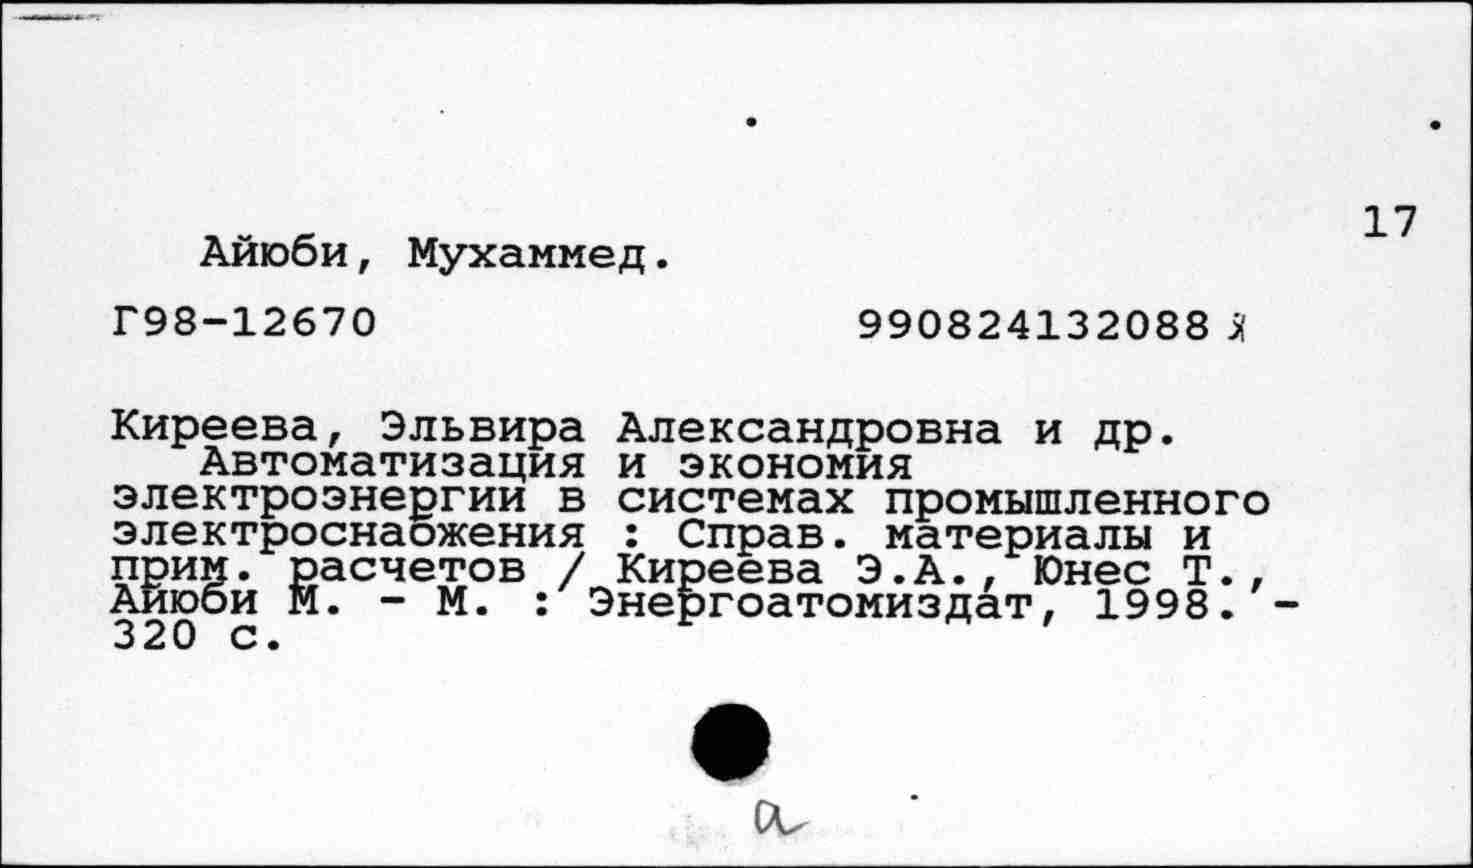 17
Айюби, Мухаммед.
Г98-12670 990824132088
Киреева, Эльвира Александровна и др.
Автоматизация и экономия
электроэнергии в системах промышленного
электроснабжения : Справ. материалы и
прим. расчетов / Киреева Э.А., Юнес Т.,
Айюби М. - М. : Энергоатомиздат, 1998. -
320 с.
а